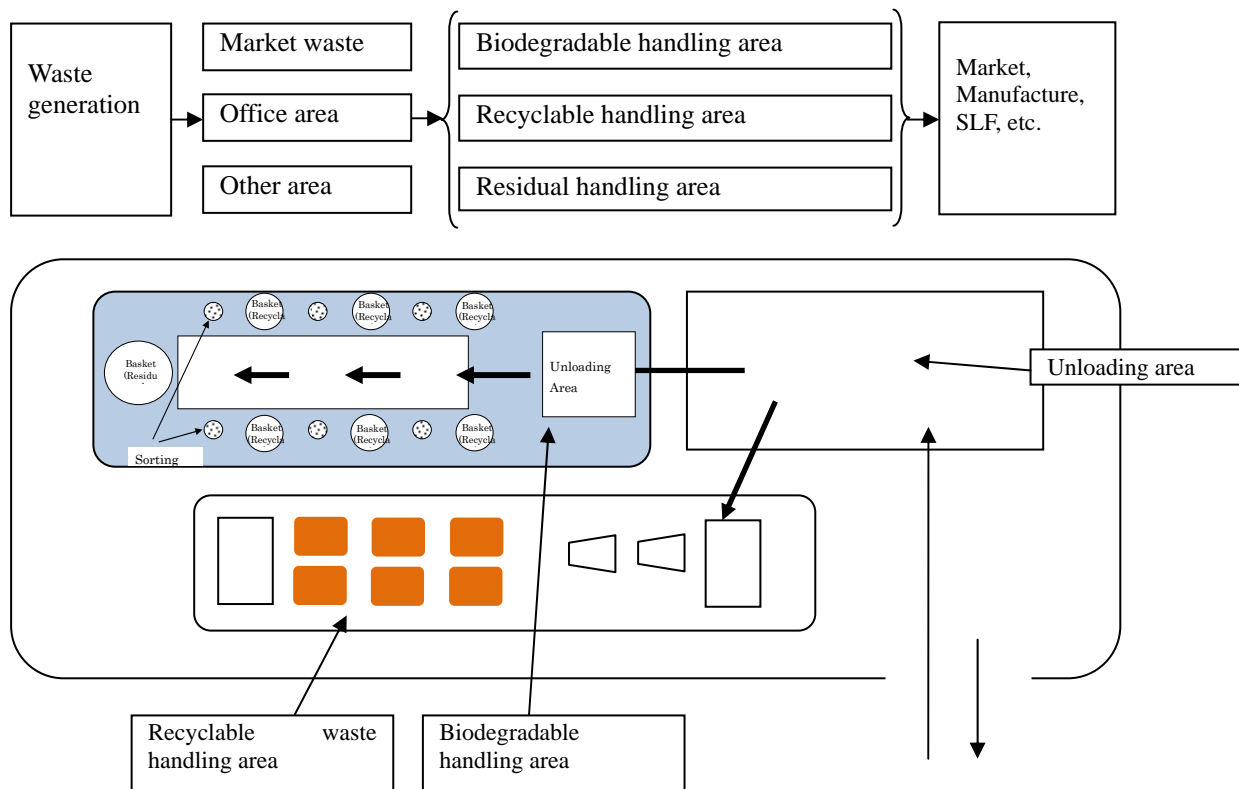 Waste
generation
Market waste
Office area
Other area
Biodegradable handling area
Recyclable handling area
Residual handling area
Market,
Manufacture,
SLF, etc.
Basket
(Recycla
Basket
(Recycla
Basket
(Recycla
Basket
(Residu
Unloading
Area
Unloading area
Basket
(Recycla
Basket
(Recycla
Basket
(Recycla
Sorting
Recyclable waste
handling area
Biodegradable
handling area